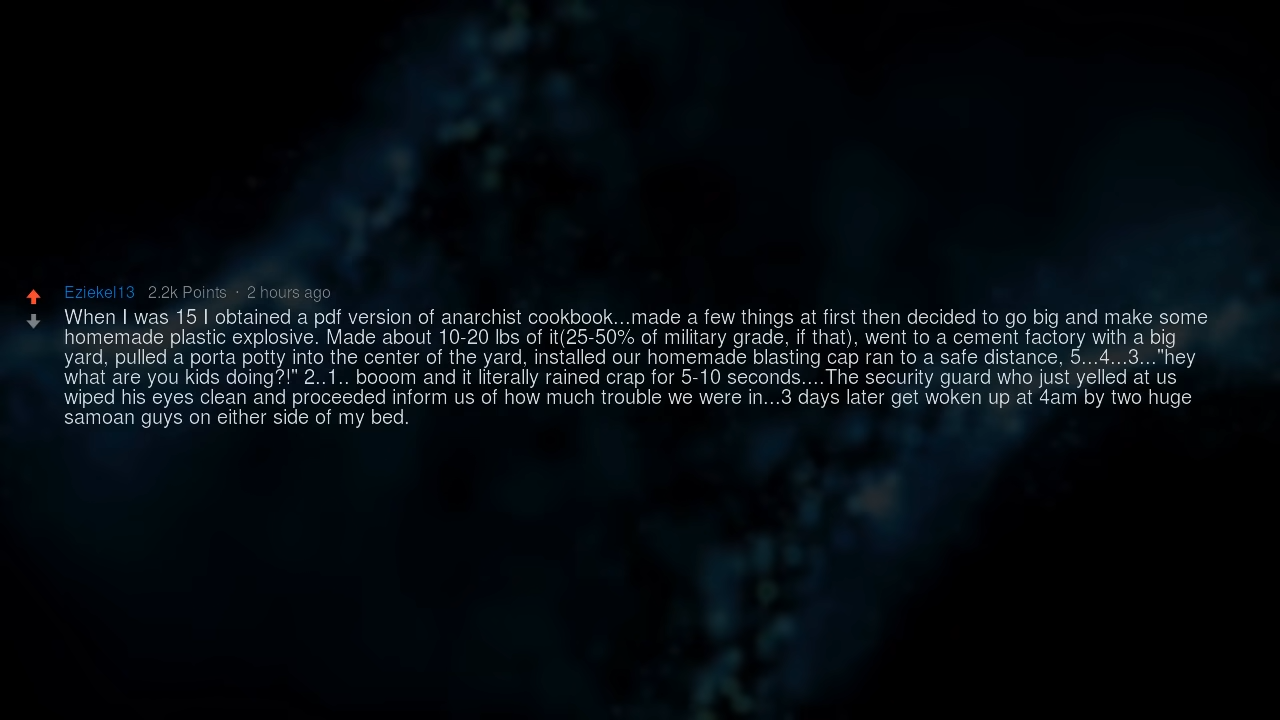 Eziekel13 2.2k Points · 2 hours ago
When I was 15 I obtained a pdf version of anarchist cookbook...made a few things at first then decided to go big and make some
homemade plastic explosive. Made about 10-20 lbs of it(25-50% of military grade, if that), went to a cement factory with a big
yard, pulled a porta potty into the center of the yard, installed our homemade blasting cap ran to a safe distance, 5...4...3..."hey
what are you kids doing?!" 2..1.. booom and it literally rained crap for 5-10 seconds....The security guard who just yelled at us
wiped his eyes clean and proceeded inform us of how much trouble we were in...3 days later get woken up at 4am by two huge
samoan guys on either side of my bed.